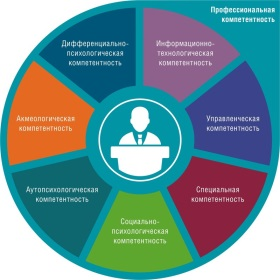 Профессиональная
компетентность
Дифференциально-
психологическая
компетентность
Информационно-
технологическая
компетентность
Акмеологическая
компетентность
Управленческая
компетентность
Аутопсихологическая
компетентность
Специальная
компетентность
Социально-
психологическая
компетентность